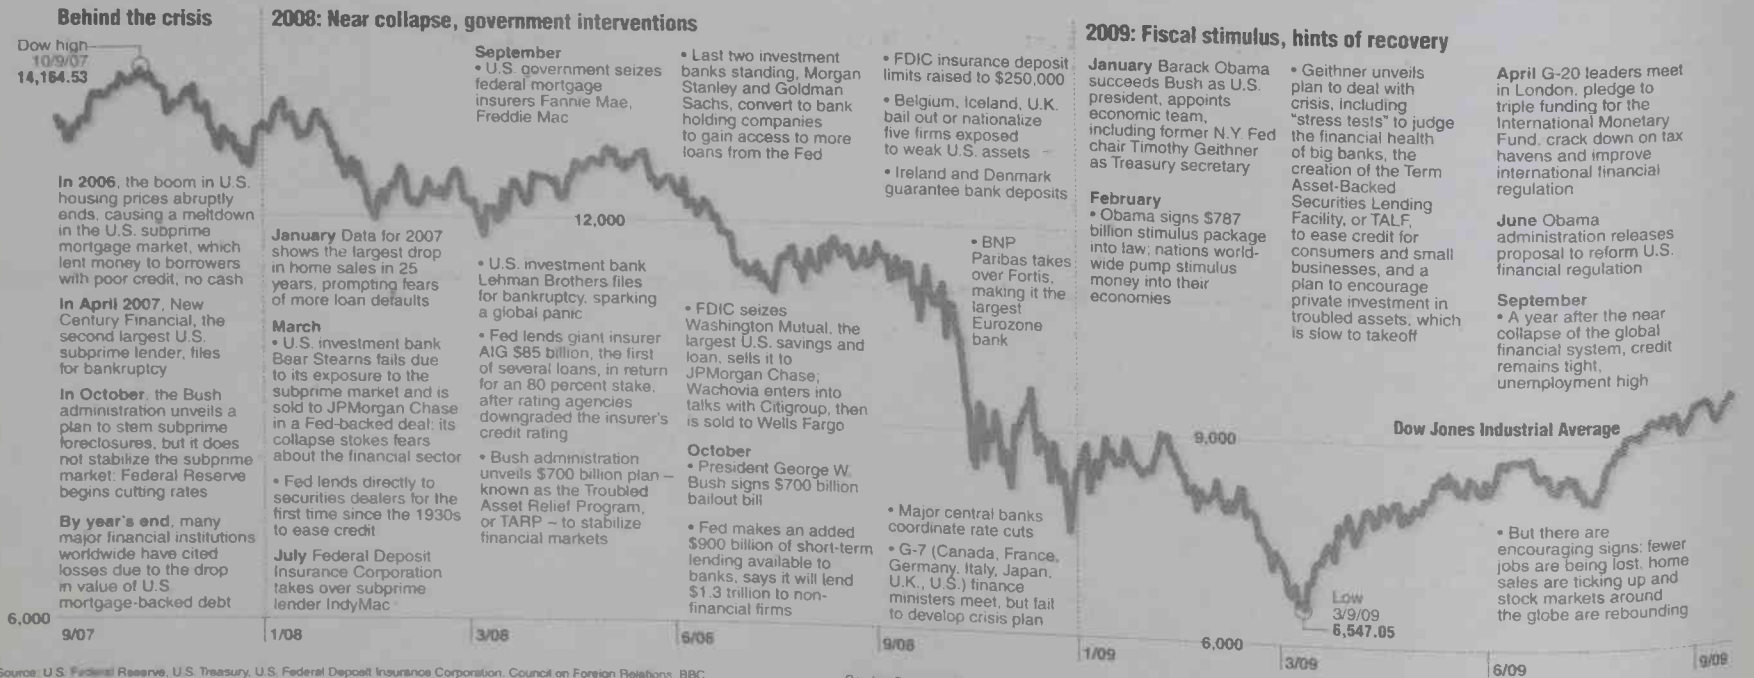 Behind the crisis
Dow high
10/9/07
14,164.53
In 2006, the boom in U.S.
housing prices abruptly
ends, causing a meltdown
in the U.S. subprime
mortgage market, which
lent money to borrowers
with poor credit, no cash
In April 2007, New
Century Financial, the
second largest U.S.
subprime lender, files
for bankruptcy
In October, the Bush
administration unveils a
plan to stem subprime
foreclosures, but it does
not stabilize the subprime
market; Federal Reserve
begins cutting rates
By year's end, many
major financial institutions
worldwide have cited
losses due to the drop
in value of U.S.
mortgage-backed debt
2008: Near collapse, government interventions
January Data for 2007
shows the largest drop
in home sales in 25
years, prompting fears
of more loan defaults
March
• U.S. investment bank
Bear Stearns fails due
to its exposure to the
subprime market and is
sold to JPMorgan Chase
in a Fed-backed deal; its
collapse stokes fears
about the financial sector
• Fed lends directly to
securities dealers for the
first time since the 1930s
to ease credit
July Federal Deposit
Insurance Corporation
takes over subprime
lender IndyMac
September
• U.S. government seizes
federal mortgage
insurers Fannie Mae,
Freddie Mac
12,000
• U.S. investment bank
Lehman Brothers files
for bankruptcy, sparking
a global panic
• Fed lends giant insurer
AIG $85 billion, the first
of several loans, in return
for an 80 percent stake,
after rating agencies
downgraded the insurer's
credit rating
• Bush administration
unveils $700 billion plan –
known as the Troubled
Asset Relief Program,
or TARP – to stabilize
financial markets
• Last two investment
banks standing, Morgan
Stanley and Goldman
Sachs, convert to bank
holding companies
to gain access to more
loans from the Fed
• FDIC seizes
Washington Mutual, the
largest U.S. savings and
loan, sells it to
JPMorgan Chase;
Wachovia enters into
talks with Citigroup, then
is sold to Wells Fargo
October
• President George W.
Bush signs $700 billion
bailout bill
• Fed makes an added
$900 billion of short-term
lending available to
banks, says it will lend
$1.3 trillion to non-
financial firms
• FDIC insurance deposit
limits raised to $250,000
• Belgium, Iceland, U.K.
bail out or nationalize
five firms exposed
to weak U.S. assets
• Ireland and Denmark
guarantee bank deposits
• BNP
Paribas takes
over Fortis,
making it the
largest
Eurozone
bank
• Major central banks
coordinate rate cuts
• G-7 (Canada, France,
Germany, Italy, Japan,
U.K., U.S.) finance
ministers meet, but fail
to develop crisis plan
2009: Fiscal stimulus, hints of recovery
January Barack Obama
succeeds Bush as U.S.
president, appoints
economic team,
including former N.Y. Fed
chair Timothy Geithner
as Treasury secretary
February
• Obama signs $787
billion stimulus package
into law; nations world-
wide pump stimulus
money into their
economies
• Geithner unveils
plan to deal with
crisis, including
"stress tests" to judge
the financial health
of big banks, the
creation of the Term
Asset-Backed
Securities Lending
Facility, or TALF,
to ease credit for
consumers and small
businesses, and a
plan to encourage
private investment in
troubled assets, which
is slow to takeoff
April G-20 leaders meet
in London, pledge to
triple funding for the
International Monetary
Fund, crack down on tax
havens and improve
international financial
regulation
June Obama
administration releases
proposal to reform U.S.
financial regulation
September
• A year after the near
collapse of the global
financial system, credit
remains tight,
unemployment high
9,000
Dow Jones Industrial Average
• But there are
encouraging signs: fewer
jobs are being lost, home
sales are ticking up and
stock markets around
the globe are rebounding
Low
3/9/09
6,547.05
6,000
9/07
1/08
3/08
6/08
9/08
1/09
6,000
3/09
6/09
9/09
Source: U.S. Federal Reserve, U.S. Treasury, U.S. Federal Deposit Insurance Corporation, Council on Foreign Relations, BBC